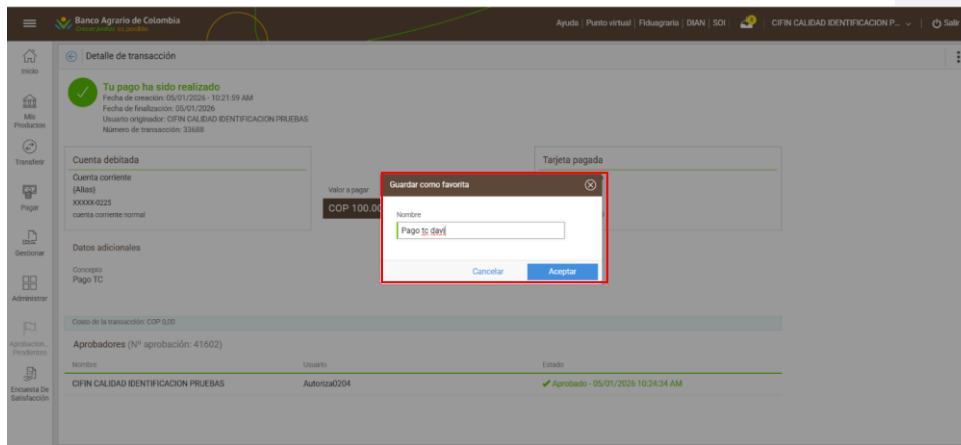 Banco Agrario de Colombia
Crecer juntos es posible
Ayuda | Punto virtual | Fiduagraria | DIAN | SOI
CIFIN CALIDAD IDENTIFICACION P...
Salir
Inicio
Mis Productos
Transferir
Pagar
Gestionar
Administrar
Aprobacion... Pendientes
Encuesta De Satisfacción
Detalle de transacción
Tu pago ha sido realizado
Fecha de creación: 05/01/2026 - 10:21:59 AM
Fecha de finalización: 05/01/2026
Usuario originador: CIFIN CALIDAD IDENTIFICACION PRUEBAS
Número de transacción: 33688
Cuenta debitada
Cuenta corriente
(Alias)
XXXXX-0225
cuenta corriente normal
Valor a pagar
COP 100.00
Tarjeta pagada
Guardar como favorita
Nombre
Pago tc davi
Cancelar
Aceptar
Datos adicionales
Concepto
Pago TC
Costo de la transacción: COP 0,00
Aprobadores (Nº aprobación: 41602)
Nombre Usuario Estado
CIFIN CALIDAD IDENTIFICACION PRUEBAS Autoriza0204 Aprobado - 05/01/2026 10:24:34 AM